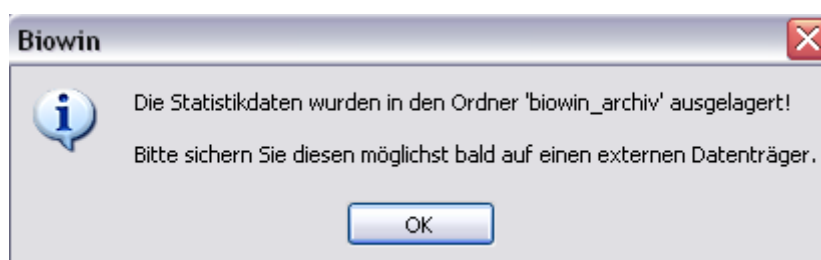 Biowin
Die Statistikdaten wurden in den Ordner 'biowin_archiv' ausgelagert!
Bitte sichern Sie diesen möglichst bald auf einen externen Datenträger.
OK